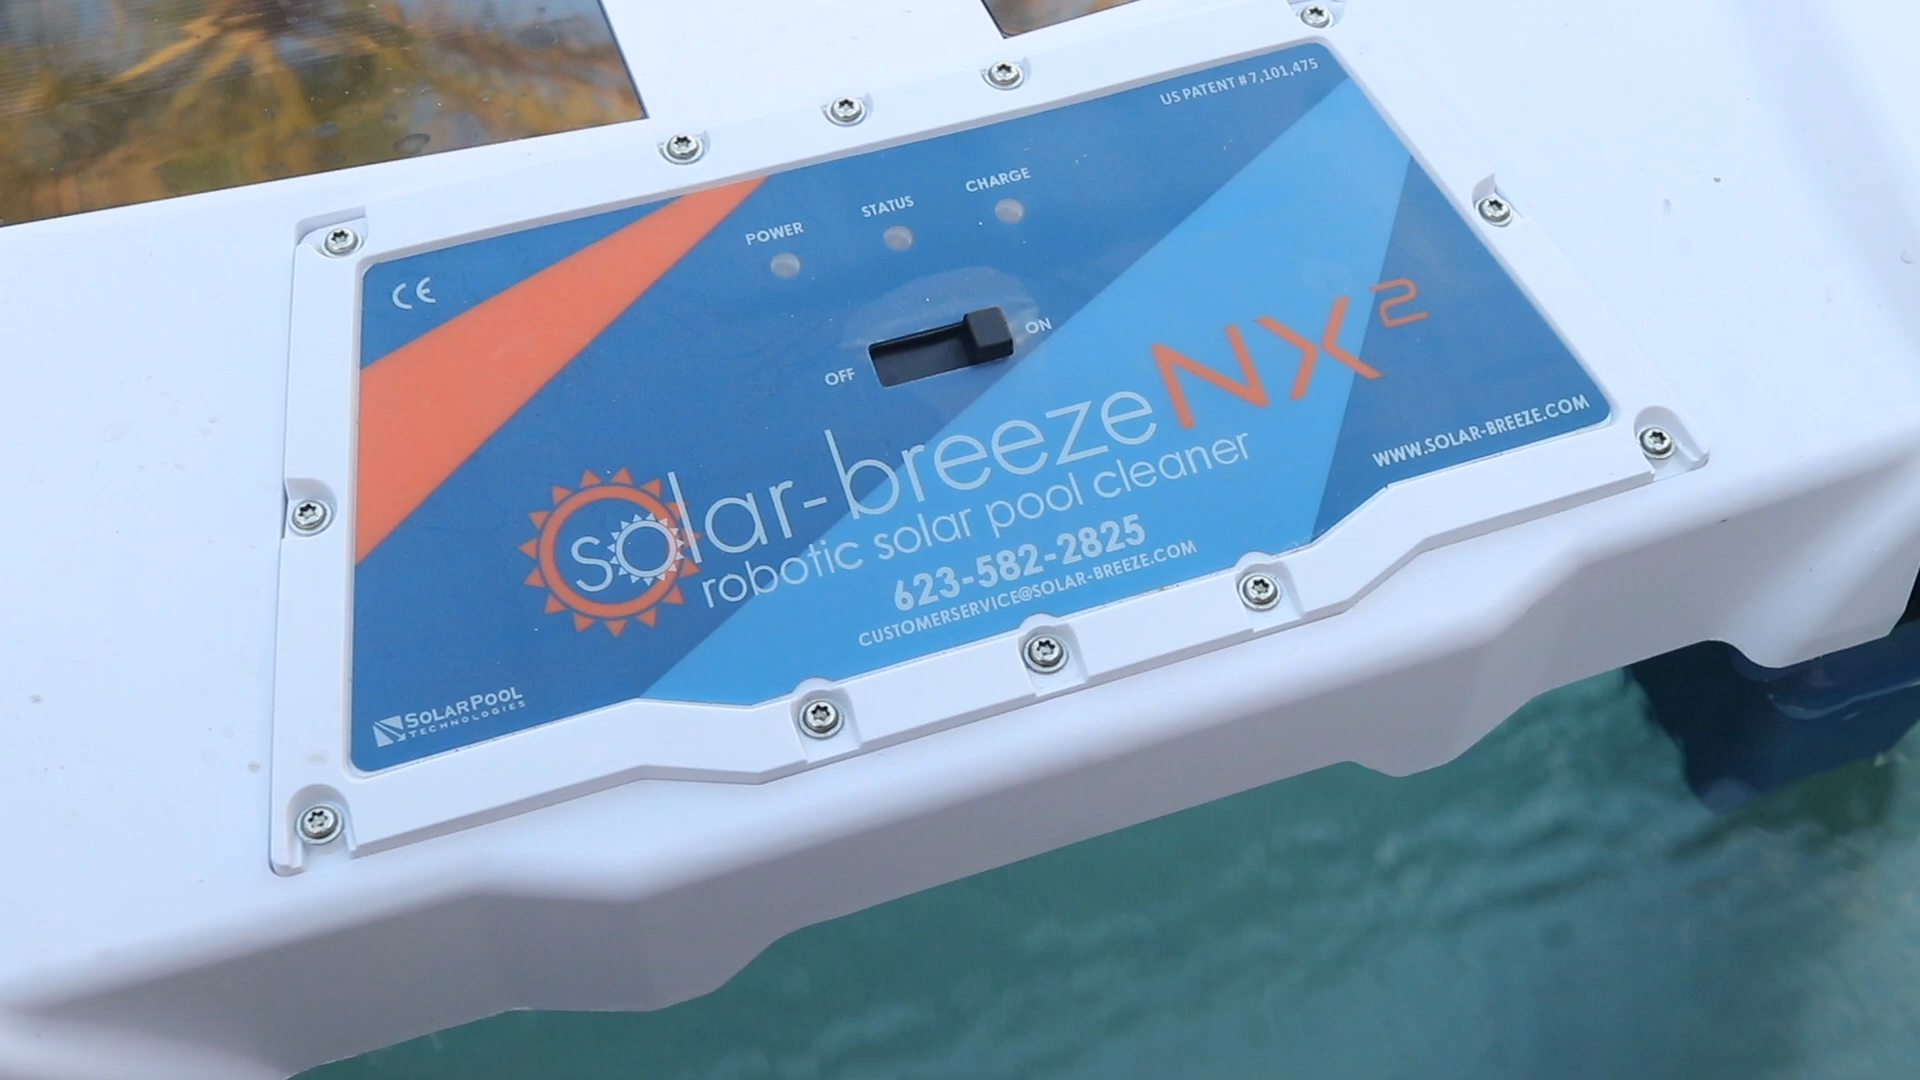 US PATENT # 7,101,475
CE
POWER
STATUS
CHARGE
OFF
ON
solar-breeze NX2
robotic solar pool cleaner
623-582-2825
CUSTOMERSERVICE@SOLAR-BREEZE.COM
WWW.SOLAR-BREEZE.COM
SOLARPOOL
TECHNOLOGIES